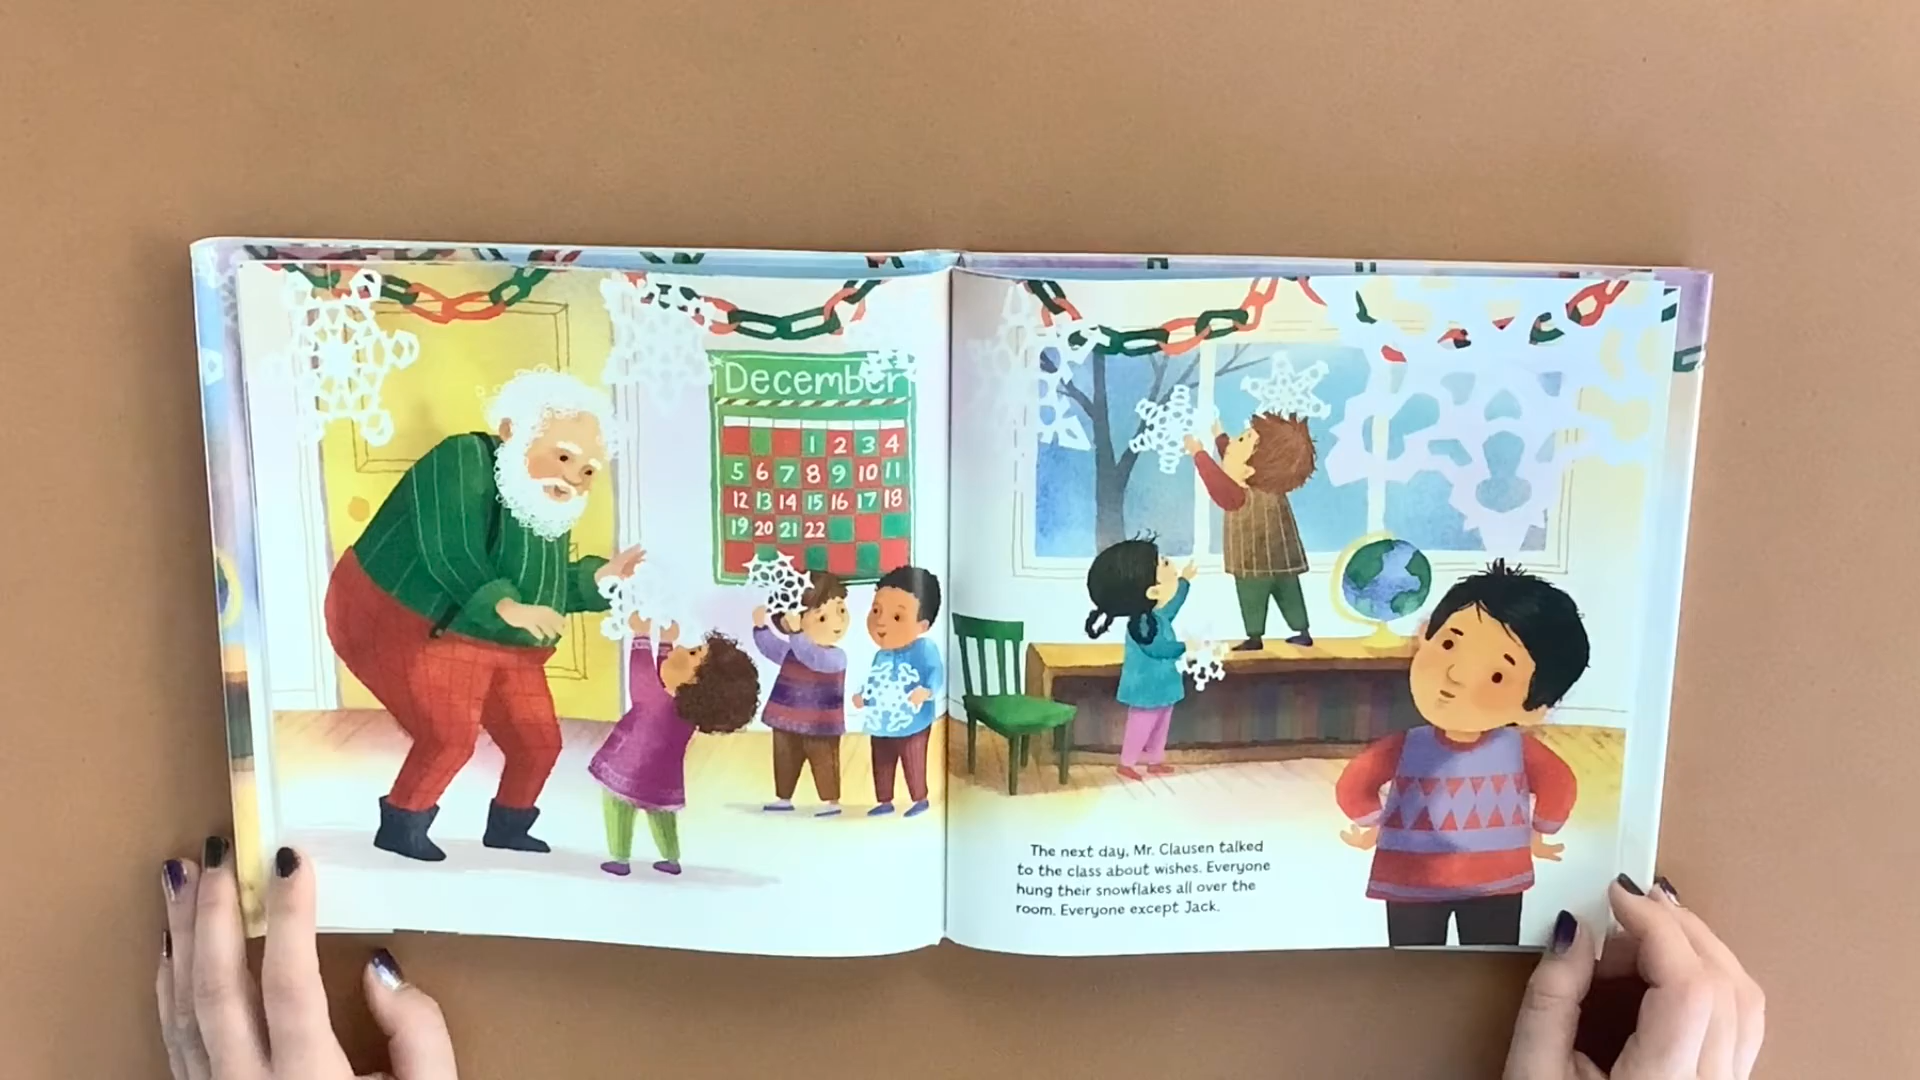 December
1 2 3 4
5 6 7 8 9 10 11
12 13 14 15 16 17 18
19 20 21 22
The next day, Mr. Clausen talked
to the class about wishes. Everyone
hung their snowflakes all over the
room. Everyone except Jack.